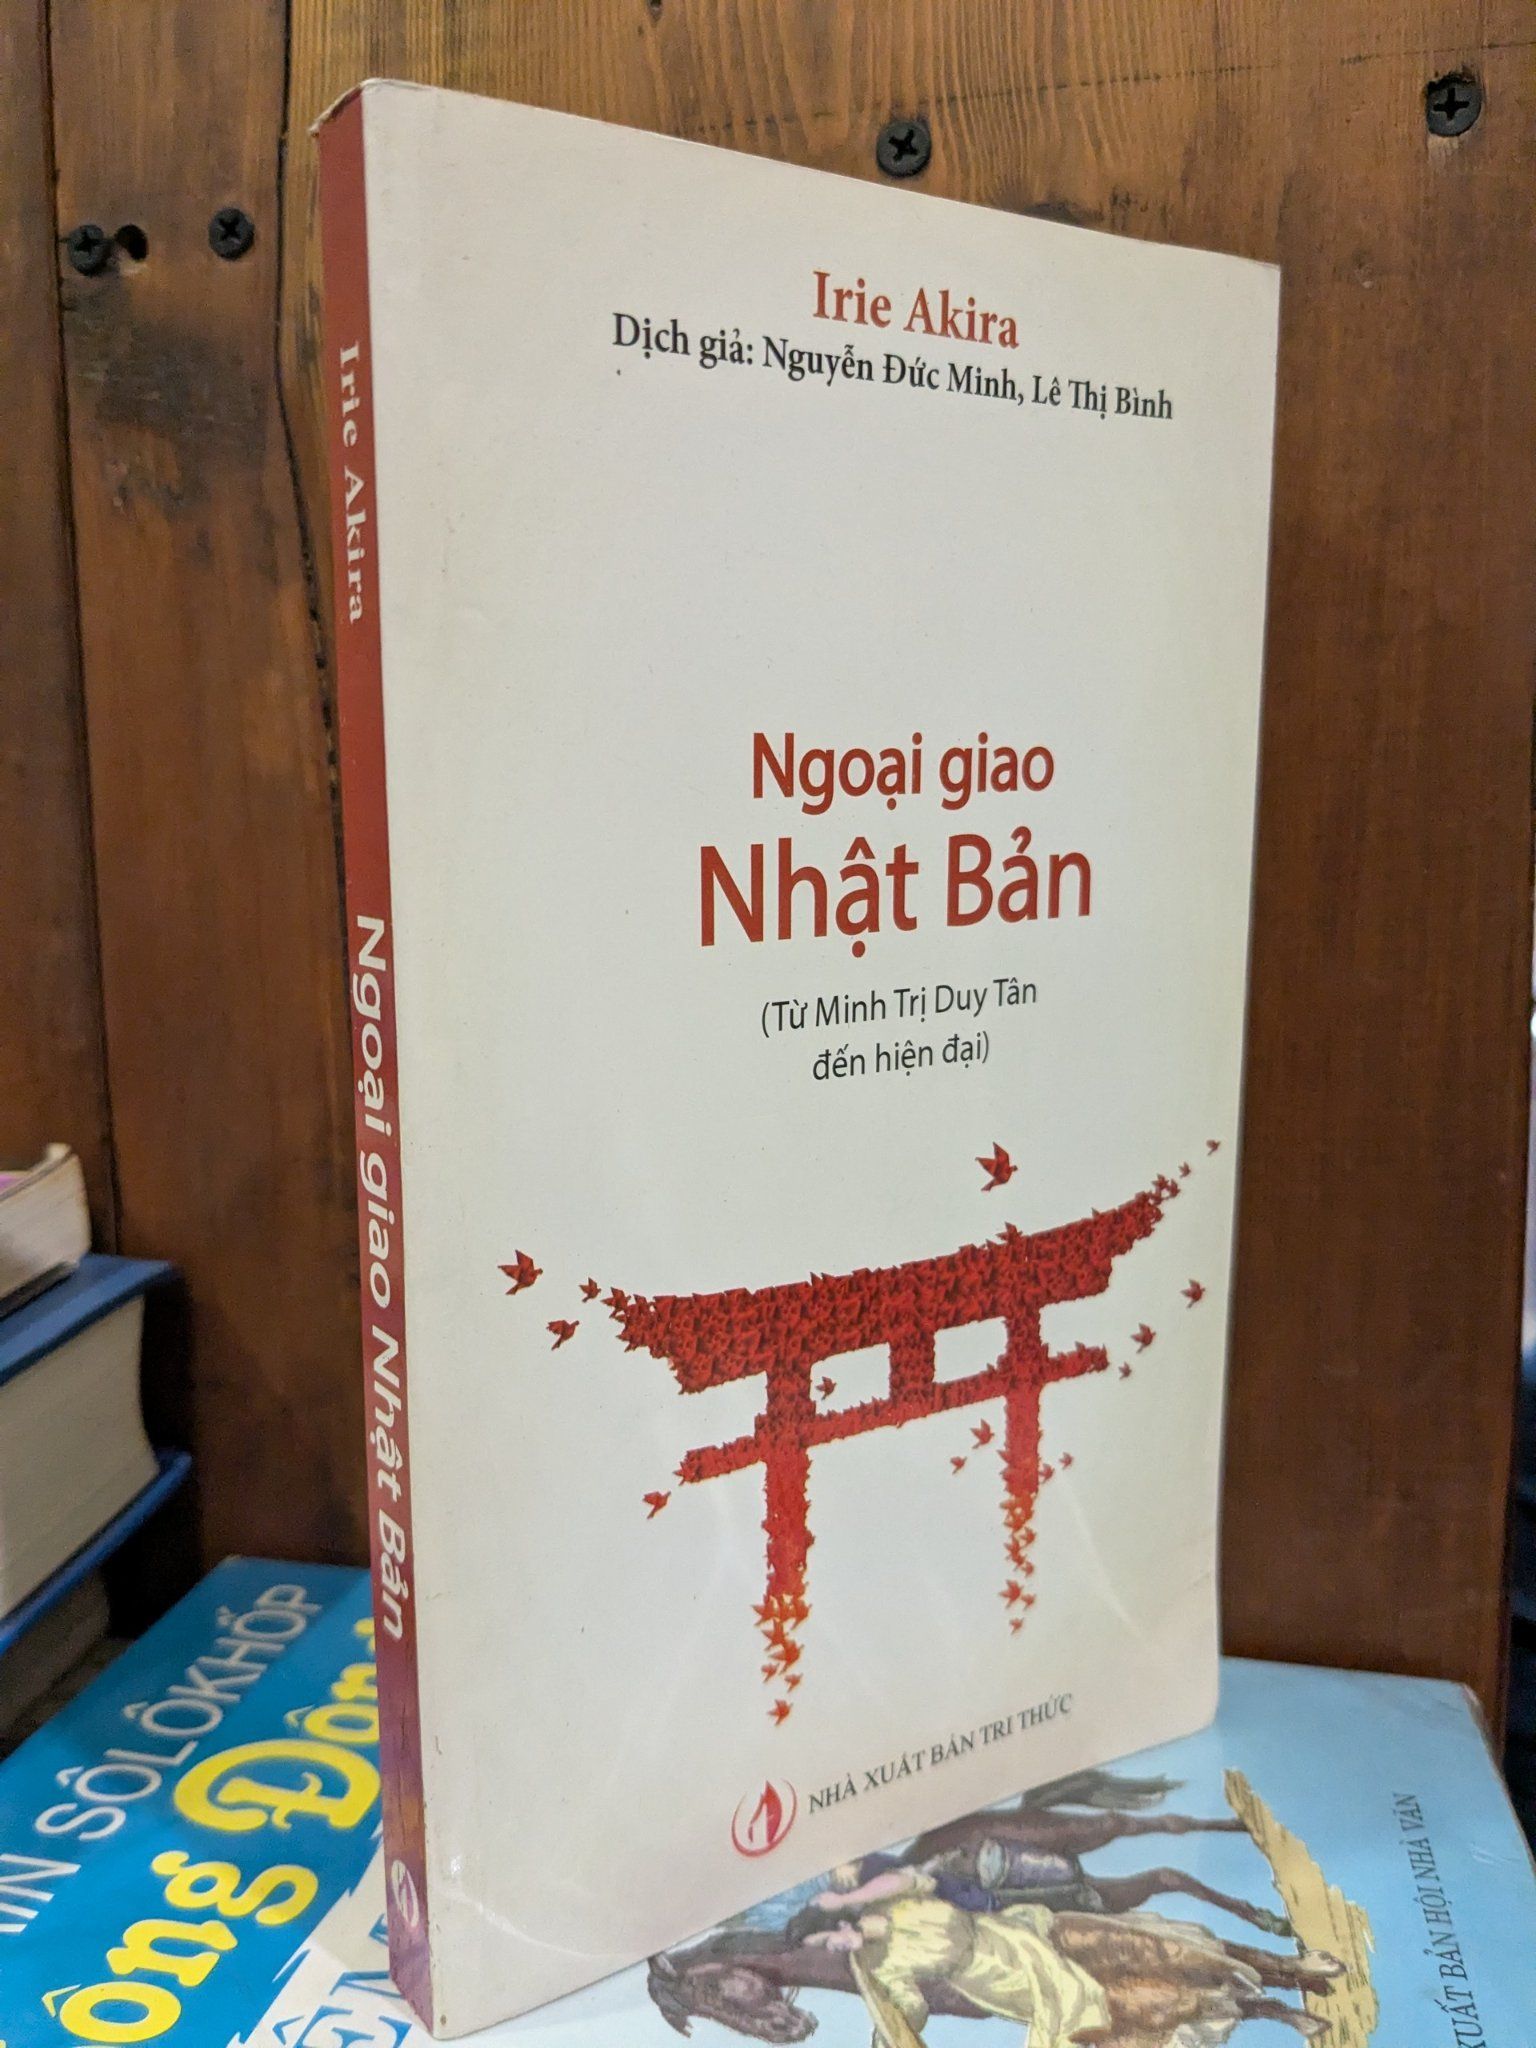 Irie Akira
Dịch giả: Nguyễn Đức Minh, Lê Thị Bình
Ngoại giao
Nhật Bản
(Từ Minh Trị Duy Tân
đến hiện đại)
NHÀ XUẤT BẢN TRI THỨC
Irie Akira
Ngoại giao Nhật Bản
SÔLÔKHỐP
Sông Đông
XUẤT BẢN HỘI NHÀ VĂN